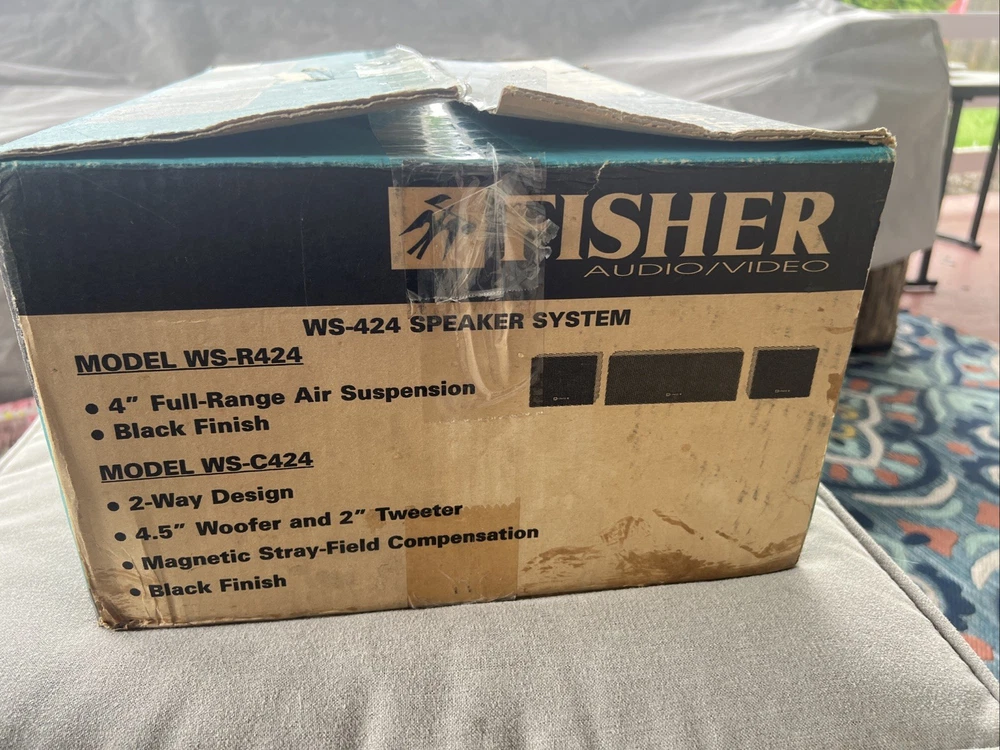 FISHER
AUDIO/VIDEO
WS-424 SPEAKER SYSTEM
MODEL WS-R424
• 4" Full-Range Air Suspension
• Black Finish
MODEL WS-C424
• 2-Way Design
• 4.5" Woofer and 2" Tweeter
• Magnetic Stray-Field Compensation
• Black Finish